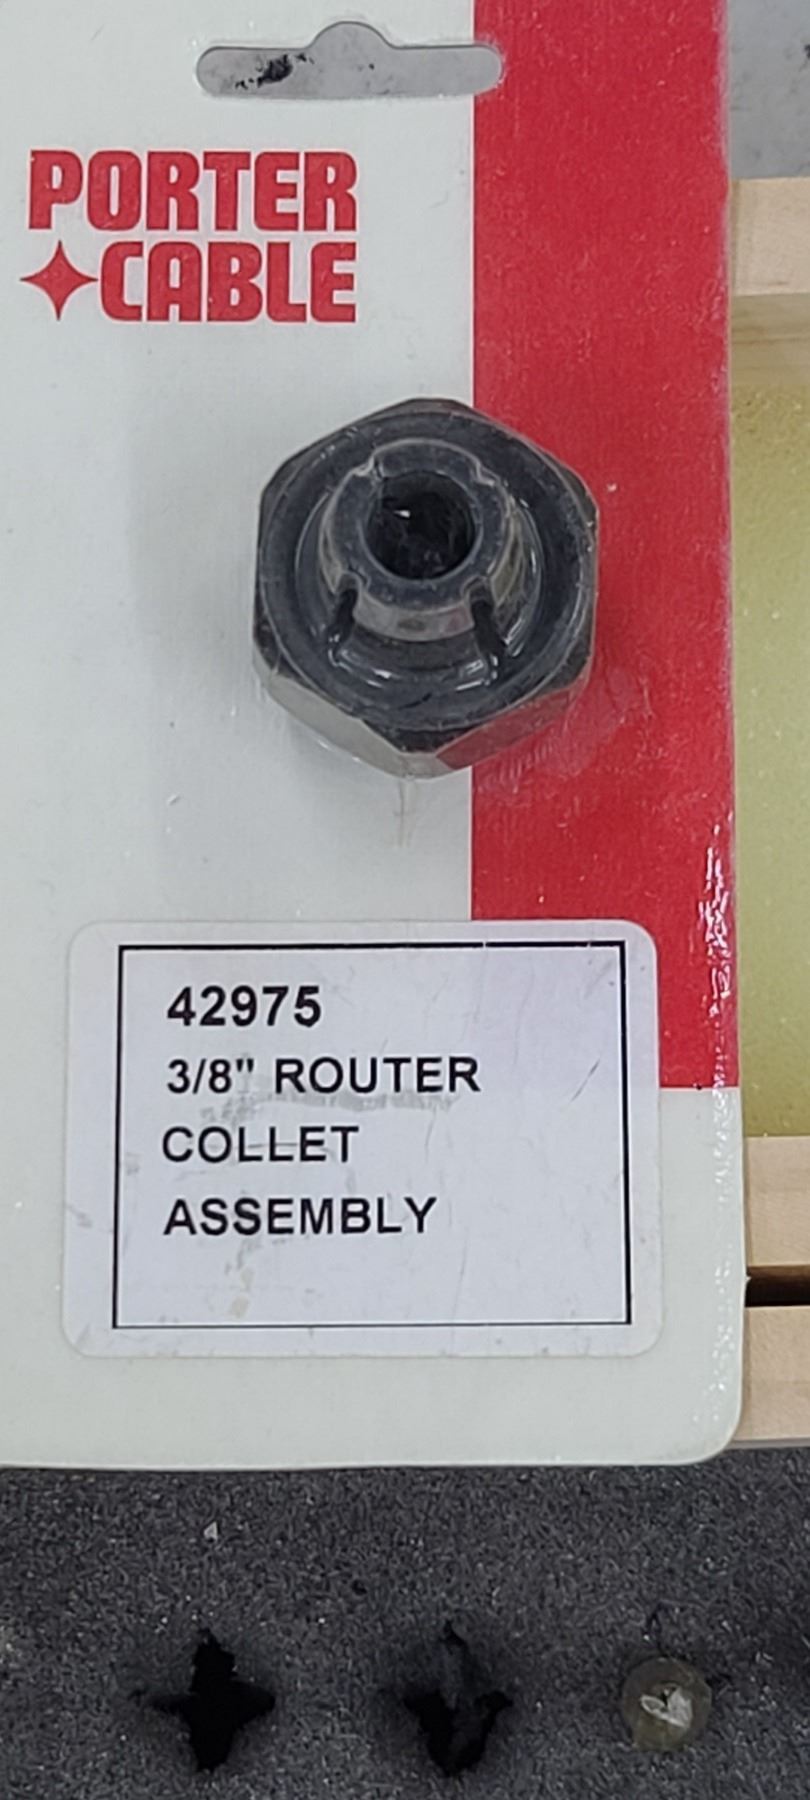 PORTER
CABLE
42975
3/8" ROUTER
COLLET
ASSEMBLY